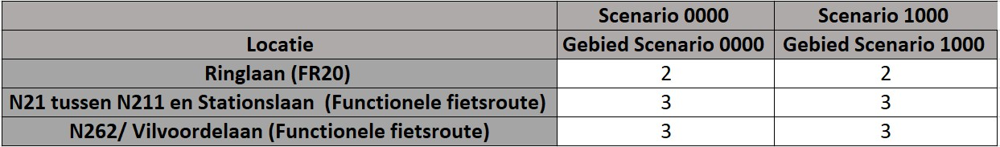 Scenario 0000 Scenario 1000
Locatie Gebied Scenario 0000 Gebied Scenario 1000
Ringlaan (FR20) 2 2
N21 tussen N211 en Stationslaan (Functionele fietsroute) 3 3
N262/ Vilvoordelaan (Functionele fietsroute) 3 3